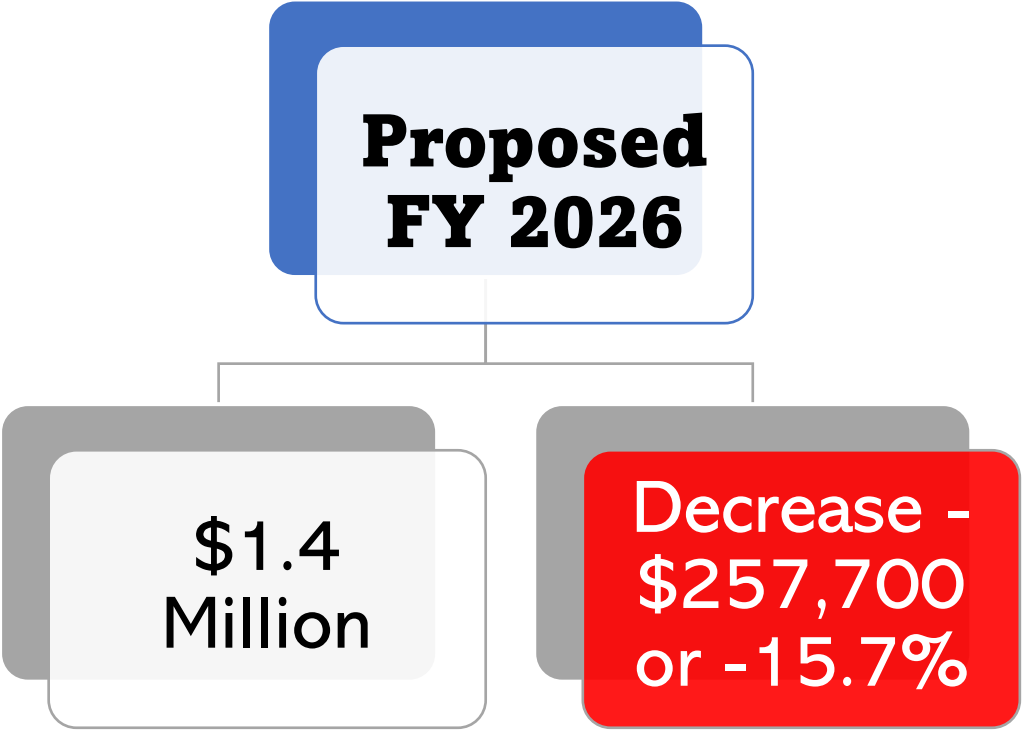 Proposed
FY 2026
$1.4
Million
Decrease -
$257,700
or -15.7%